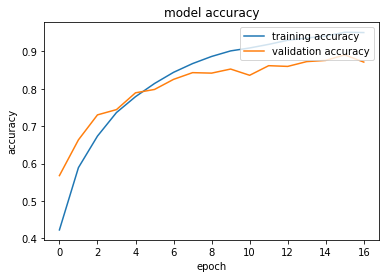 model accuracy
training accuracy
validation accuracy
0.9
0.8
0.7
0.6
0.5
0.4
accuracy
0 2 4 6 8 10 12 14 16
epoch